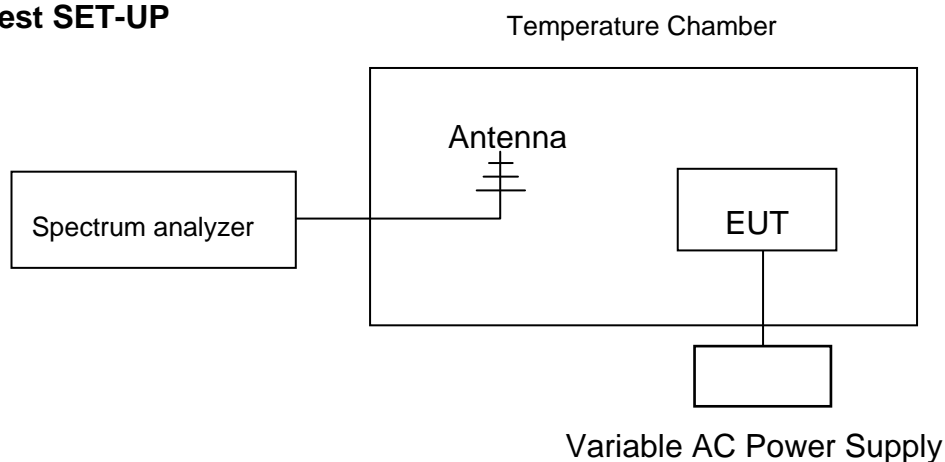 est SET-UP
Temperature Chamber
Antenna
Spectrum analyzer
EUT
Variable AC Power Supply